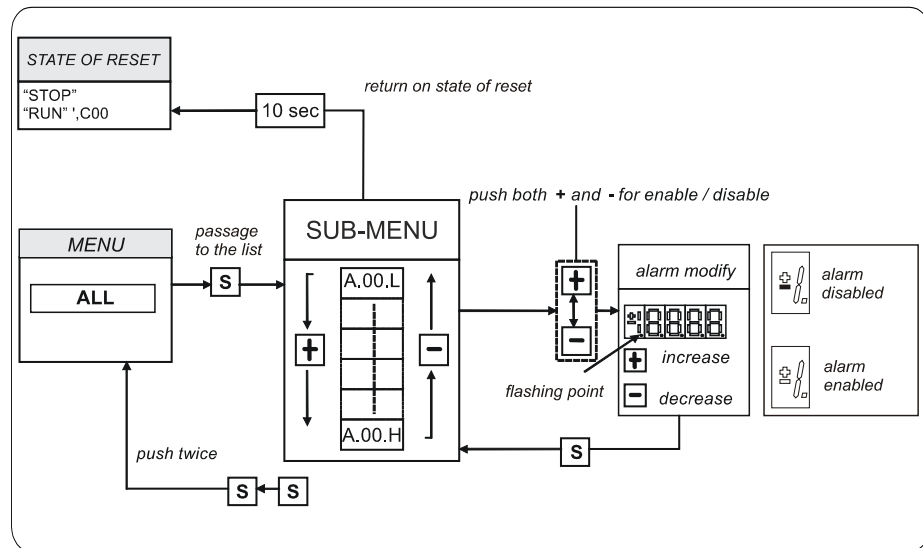 STATE OF RESET
“STOP”
“RUN” ',C00
return on state of reset
10 sec
push both + and - for enable / disable
MENU
ALL
passage
to the list
S
SUB-MENU
A.00.L
+
-
A.00.H
+
-
alarm modify
+ increase
- decrease
flashing point
alarm
disabled
alarm
enabled
S
push twice
S
S